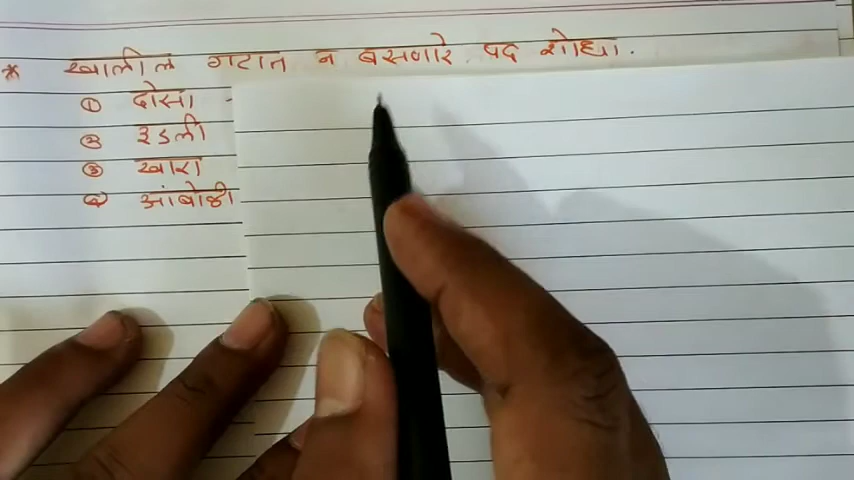 * खालील गटात न बसणारे पद शोधा.
① दोसा
② इडली
③ खारा
④ आंबोळी